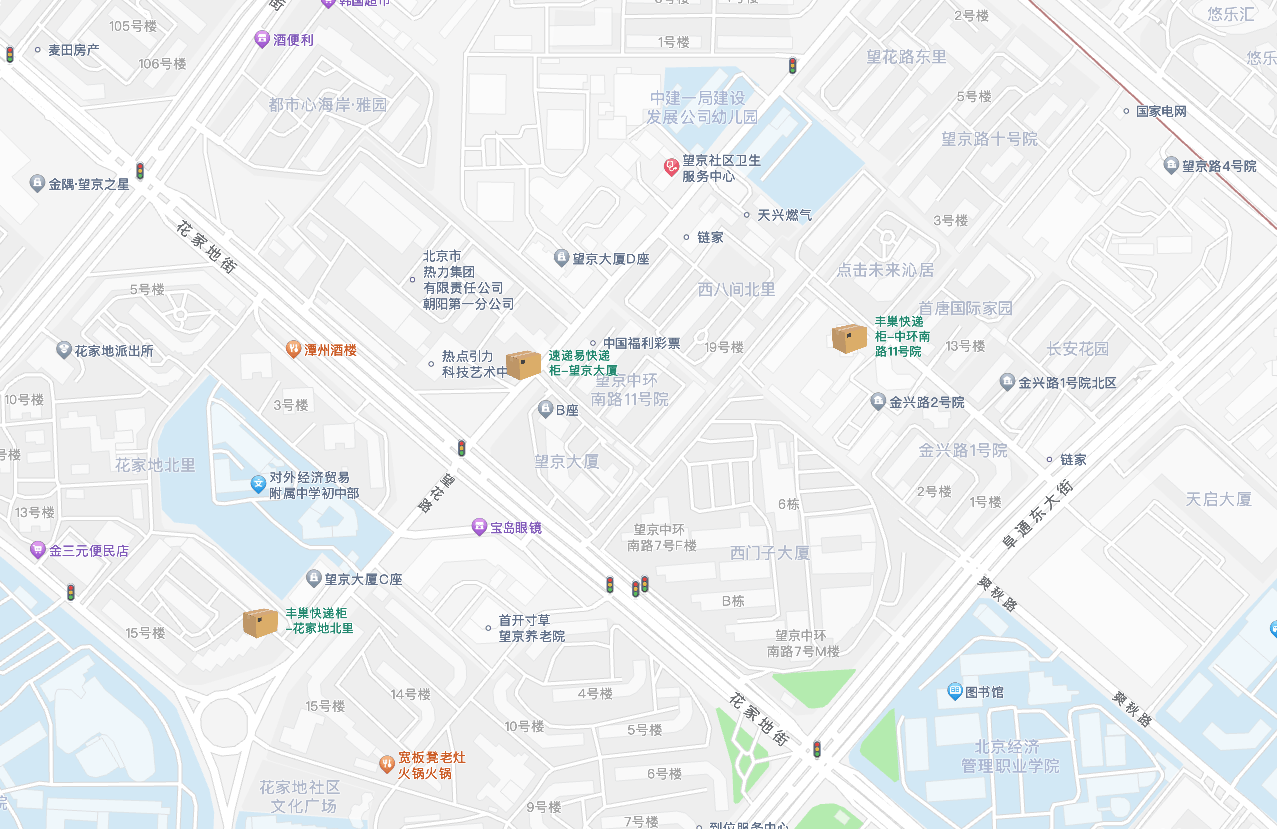 韩国超市
街
105号楼
酒便利
麦田房产
106号楼
1号楼
2号楼
悠乐汇
望花路东里
悠乐
都市心海岸·雅园
中建一局建设
发展公司幼儿园
5号楼
国家电网
望京路十号院
望京社区卫生
服务中心
望京路4号院
金隅·望京之星
天兴燃气
3号楼
花家地街
链家
北京市
热力集团
有限责任公司
朝阳第一分公司
望京大厦D座
点击未来沁居
5号楼
西八间北里
首唐国际家园
花家地派出所
潭州酒楼
中国福利彩票
19号楼
丰巢快递
柜-中环南
路11号院
13号楼
长安花园
热点引力
科技艺术中
速递易快递
柜-望京大厦
望京中环
南路11号院
金兴路1号院北区
10号楼
3号楼
B座
金兴路2号院
号楼
花家地北里
望京大厦
金兴路1号院
链家
对外经济贸易
附属中学初中部
望花路
2号楼
1号楼
天启大厦
13号楼
6栋
阜通东大街
宝岛眼镜
望京中环
南路7号F楼
西门子大厦
金三元便民店
望京大厦C座
爽秋路
B栋
丰巢快递柜
-花家地北里
首开寸草
望京养老院
15号楼
望京中环
南路7号M楼
14号楼
4号楼
花家地街
图书馆
爽秋路
15号楼
10号楼
5号楼
北京经济
管理职业学院
宽板凳老灶
火锅火锅
6号楼
花家地社区
文化广场
院
9号楼
7号楼
到位服务中心